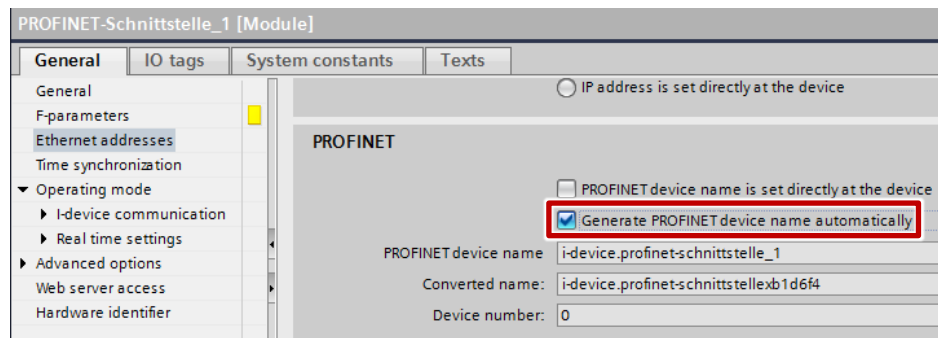 PROFINET-Schnittstelle_1 [Module]
General IO tags System constants Texts
General
F-parameters
Ethernet addresses
Time synchronization
Operating mode
I-device communication
Real time settings
Advanced options
Web server access
Hardware identifier
IP address is set directly at the device
PROFINET
PROFINET device name is set directly at the device
Generate PROFINET device name automatically
PROFINET device name i-device.profinet-schnittstelle_1
Converted name: i-device.profinet-schnittstellexb1d6f4
Device number: 0